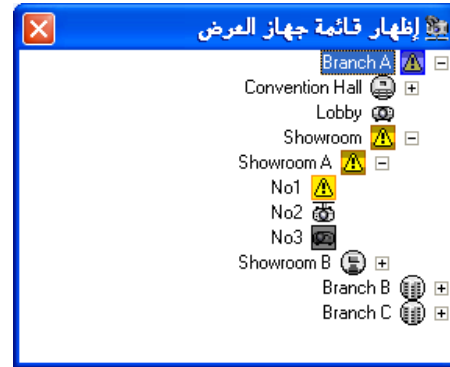 إظهار قائمة جهاز العرض
Branch A
Convention Hall
Lobby
Showroom
Showroom A
No1
No2
No3
Showroom B
Branch B
Branch C